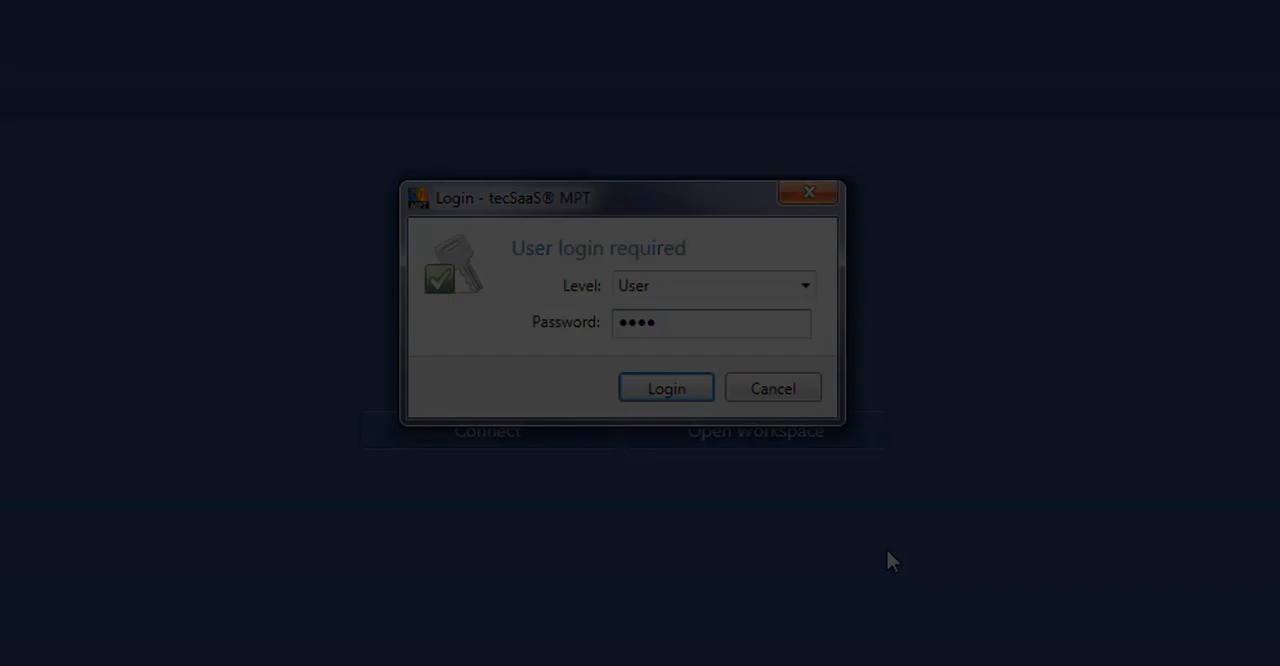 Login - tecSaaS® MPT
User login required
Level: User
Password: ••••
Login Cancel
Connect Open Workspace